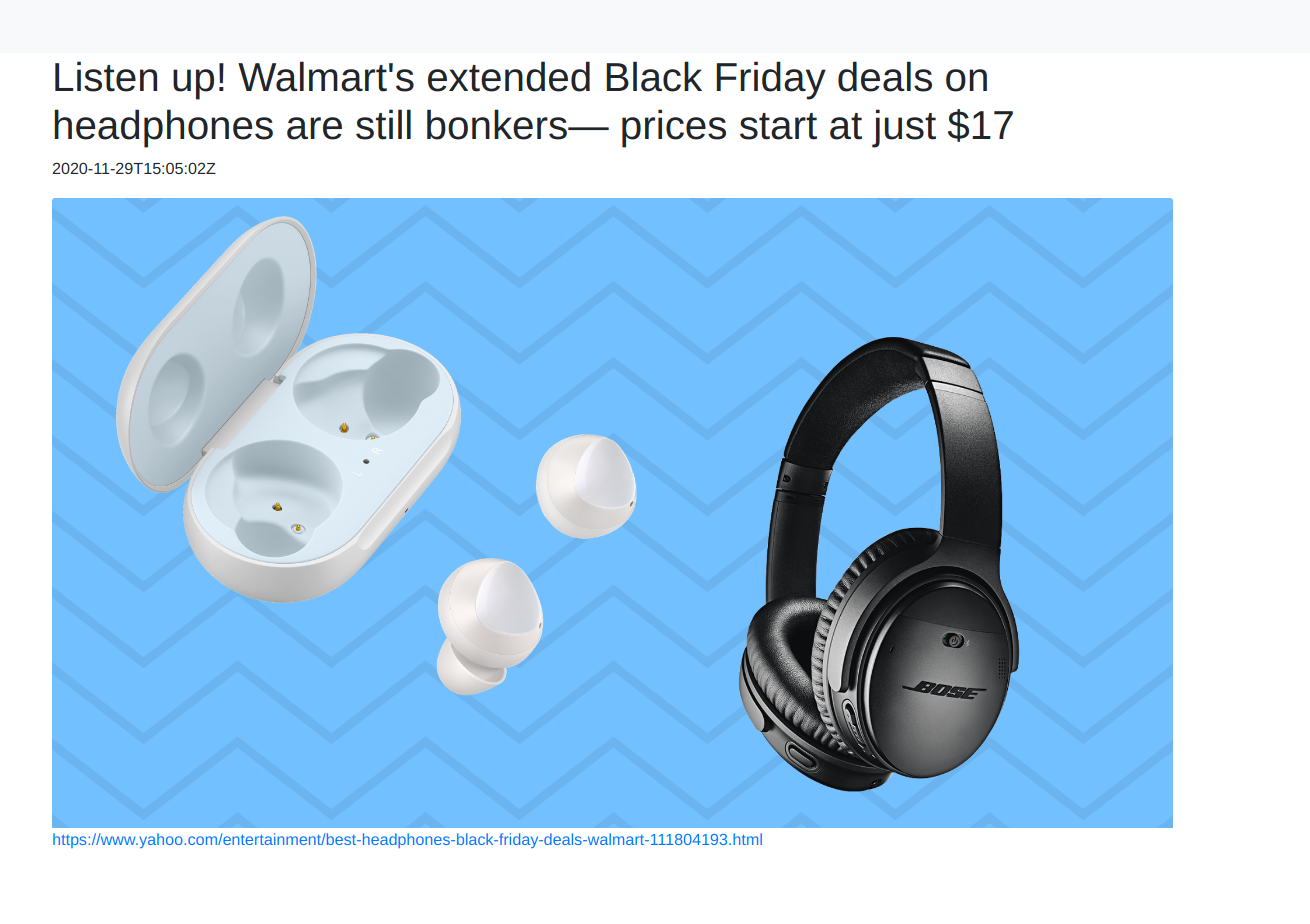 Listen up! Walmart's extended Black Friday deals on
headphones are still bonkers— prices start at just $17
2020-11-29T15:05:02Z
L R
BOSE
https://www.yahoo.com/entertainment/best-headphones-black-friday-deals-walmart-111804193.html